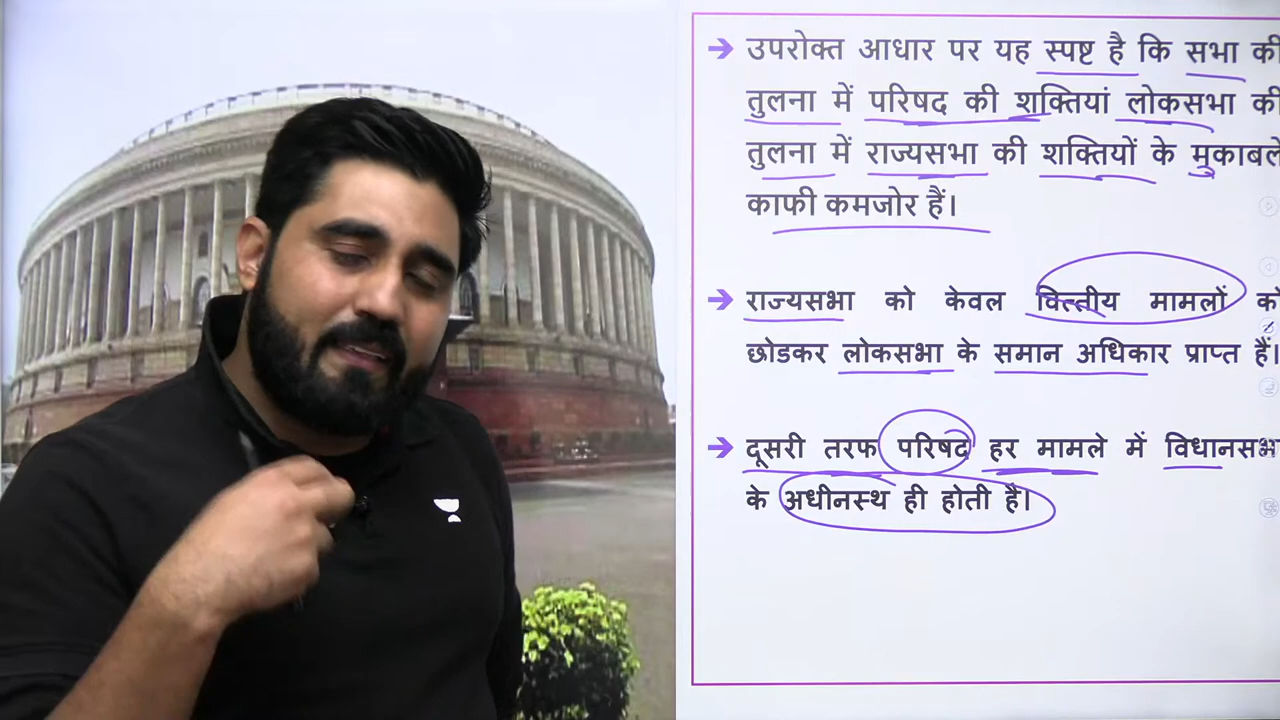 उपरोक्त आधार पर यह स्पष्ट है कि सभा की
तुलना में परिषद की शक्तियां लोकसभा की
तुलना में राज्यसभा की शक्तियों के मुकाबले
काफी कमजोर हैं।
राज्यसभा को केवल वित्तीय मामलों को
छोडकर लोकसभा के समान अधिकार प्राप्त हैं।
दूसरी तरफ परिषद हर मामले में विधानसभा
के अधीनस्थ ही होती है।